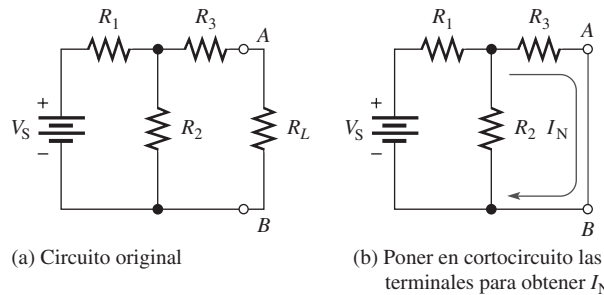 R1 R3 A
+
VS R2 RL
−
B
(a) Circuito original
R1 R3 A
+
VS R2 IN
−
B
(b) Poner en cortocircuito las
terminales para obtener IN